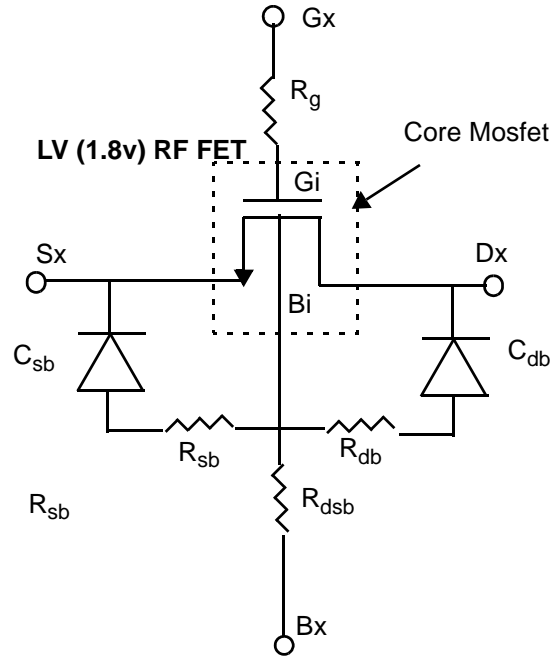 Gx
Rg
Core Mosfet
LV (1.8v) RF FET
Gi
Sx
Dx
Bi
Csb
Cdb
Rsb
Rdb
Rsb
Rdsb
Bx